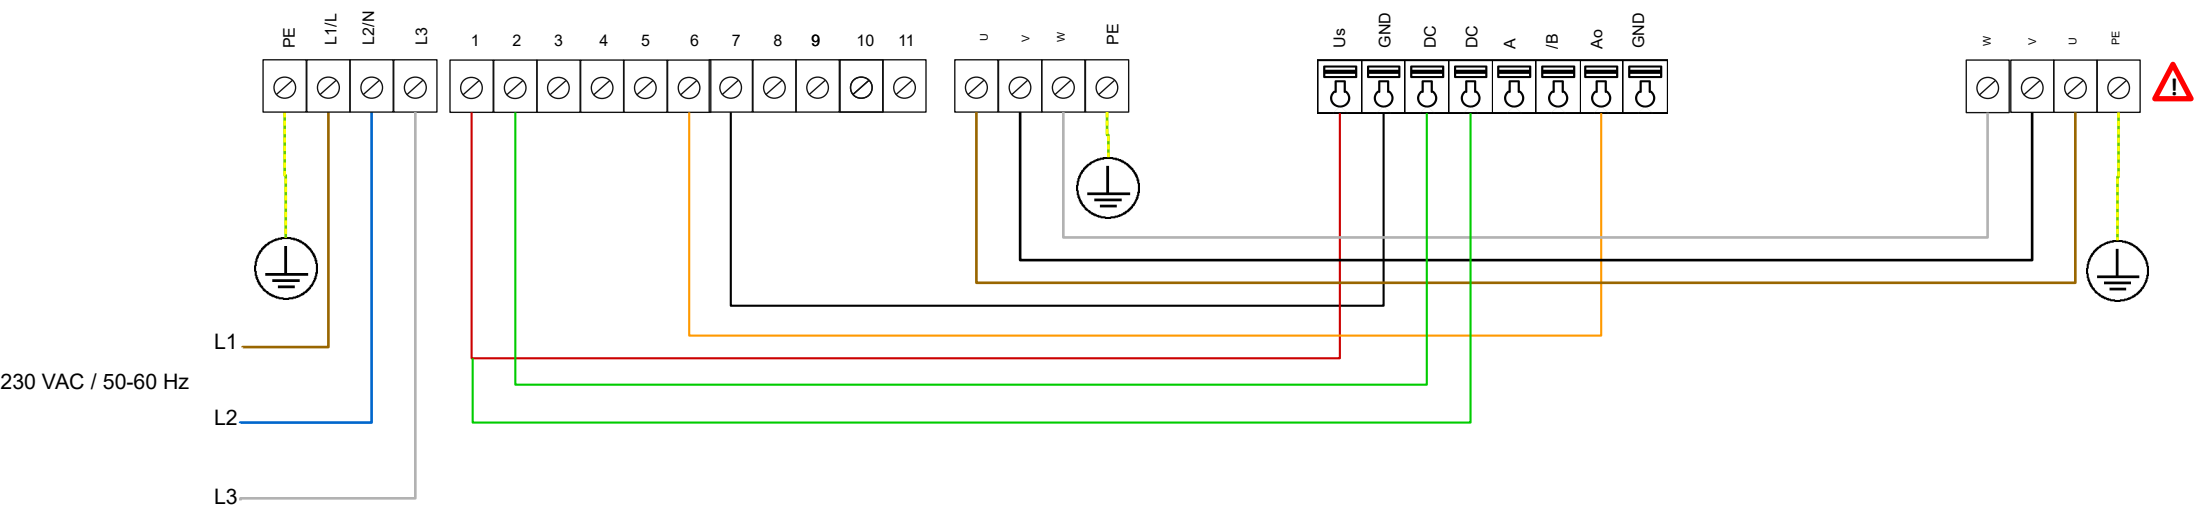 PE L1/L L2/N L3
1 2 3 4 5 6 7 8 9 10 11
U V W PE
Us GND DC DC A /B Ao GND
W V U PE
!
L1
230 VAC / 50-60 Hz
L2
L3